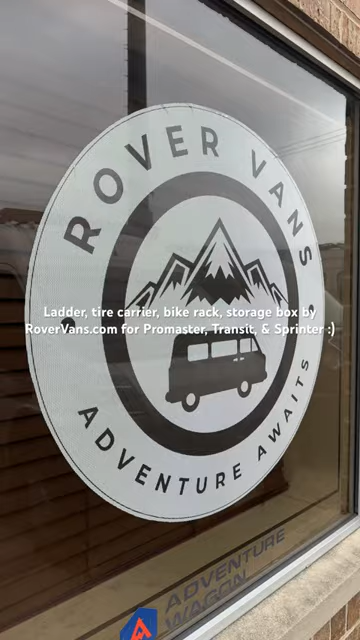 ROVER VANS
Ladder, tire carrier, bike rack, storage box by
RoverVans.com for Promaster, Transit, & Sprinter :)
ADVENTURE AWAITS
ADVENTURE
WAGON